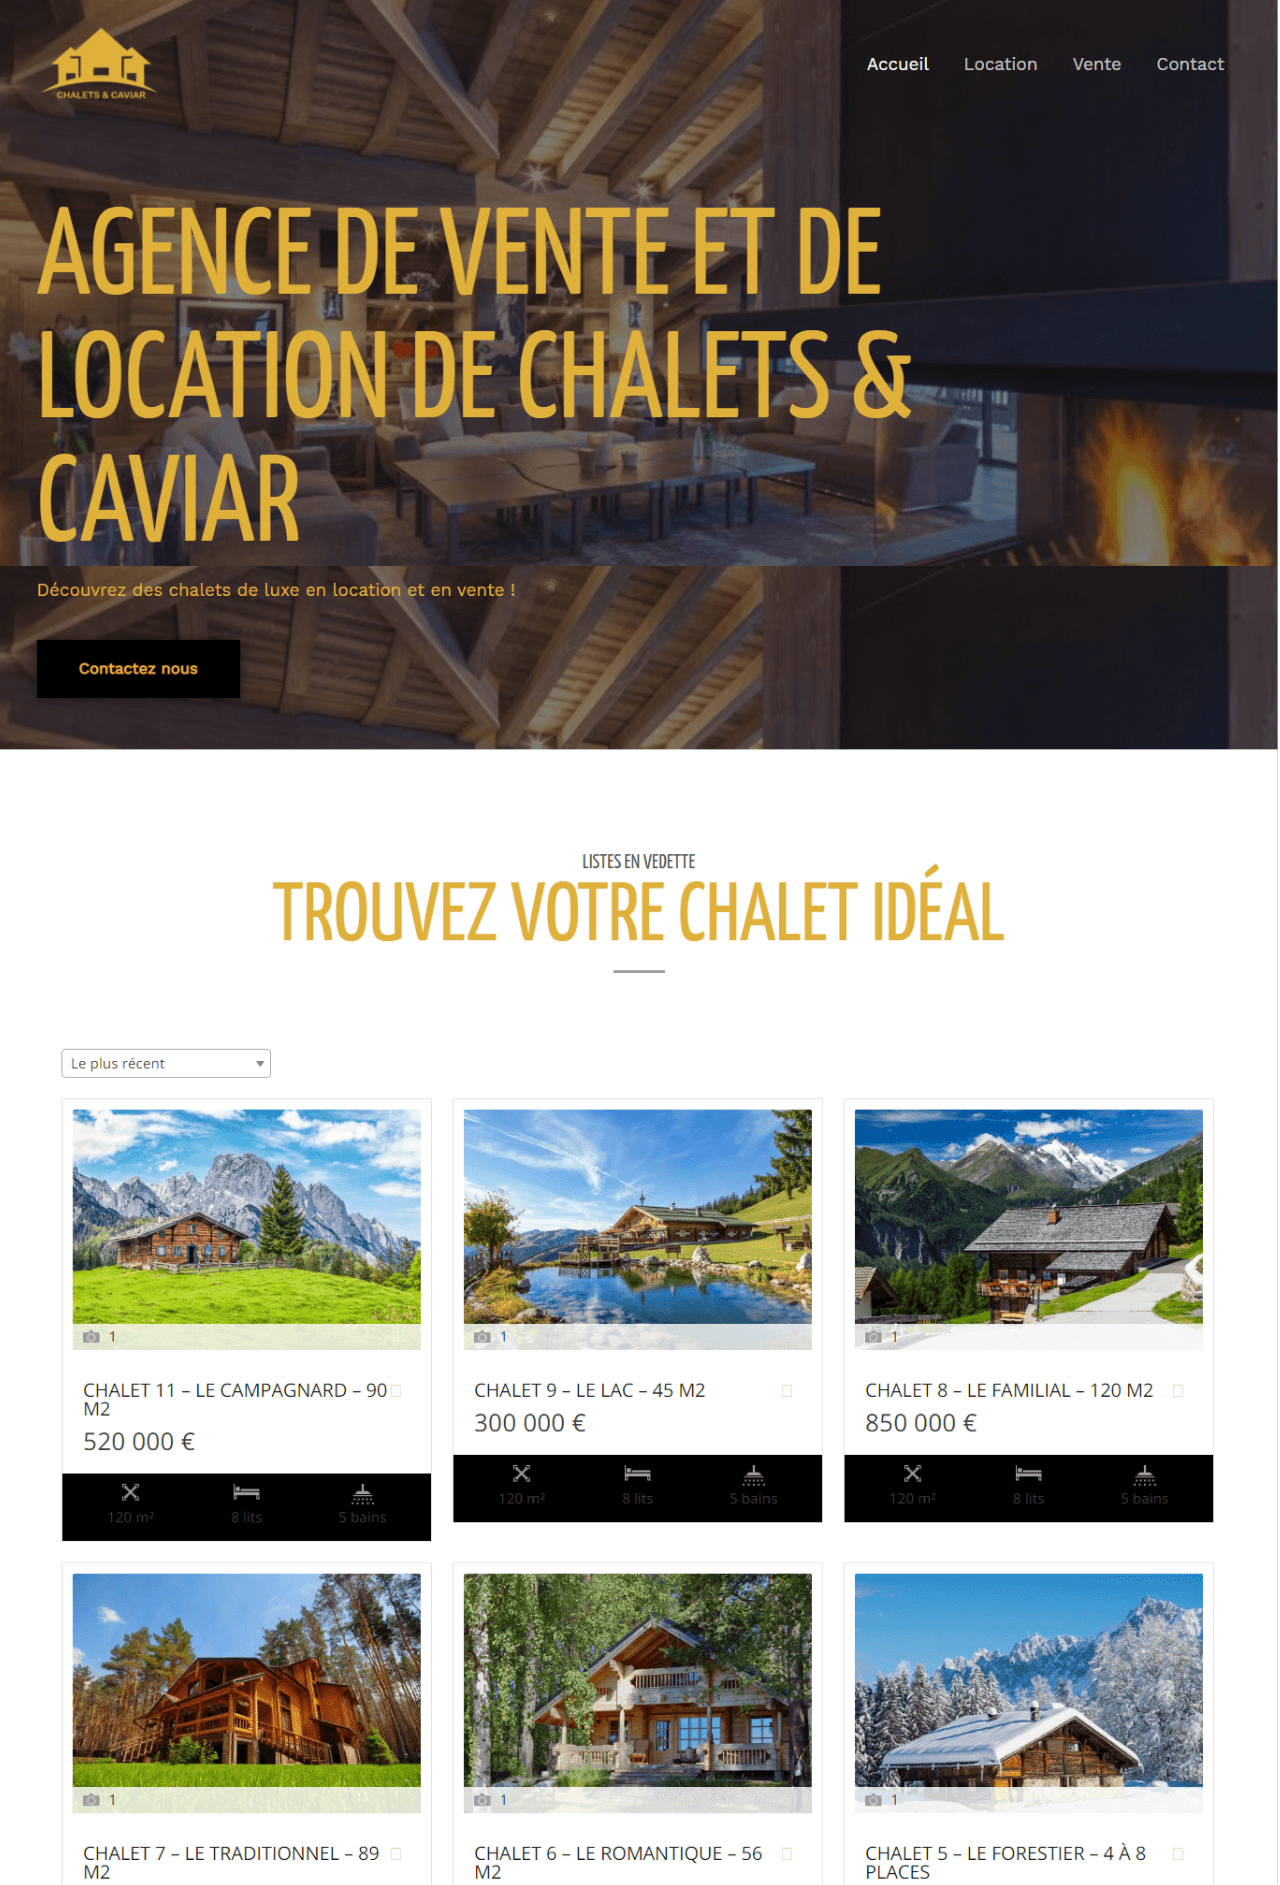 CHALETS & CAVIAR
Accueil
Location
Vente
Contact
AGENCE DE VENTE ET DE
LOCATION DE CHALETS &
CAVIAR
Découvrez des chalets de luxe en location et en vente !
Contactez nous
LISTES EN VEDETTE
TROUVEZ VOTRE CHALET IDÉAL
Le plus récent
1
CHALET 11 – LE CAMPAGNARD – 90
M2
520 000 €
120 m²
8 lits
5 bains
1
CHALET 9 – LE LAC – 45 M2
300 000 €
120 m²
8 lits
5 bains
1
CHALET 8 – LE FAMILIAL – 120 M2
850 000 €
120 m²
8 lits
5 bains
1
CHALET 7 – LE TRADITIONNEL – 89
M2
1
CHALET 6 – LE ROMANTIQUE – 56
M2
1
CHALET 5 – LE FORESTIER – 4 À 8
PLACES